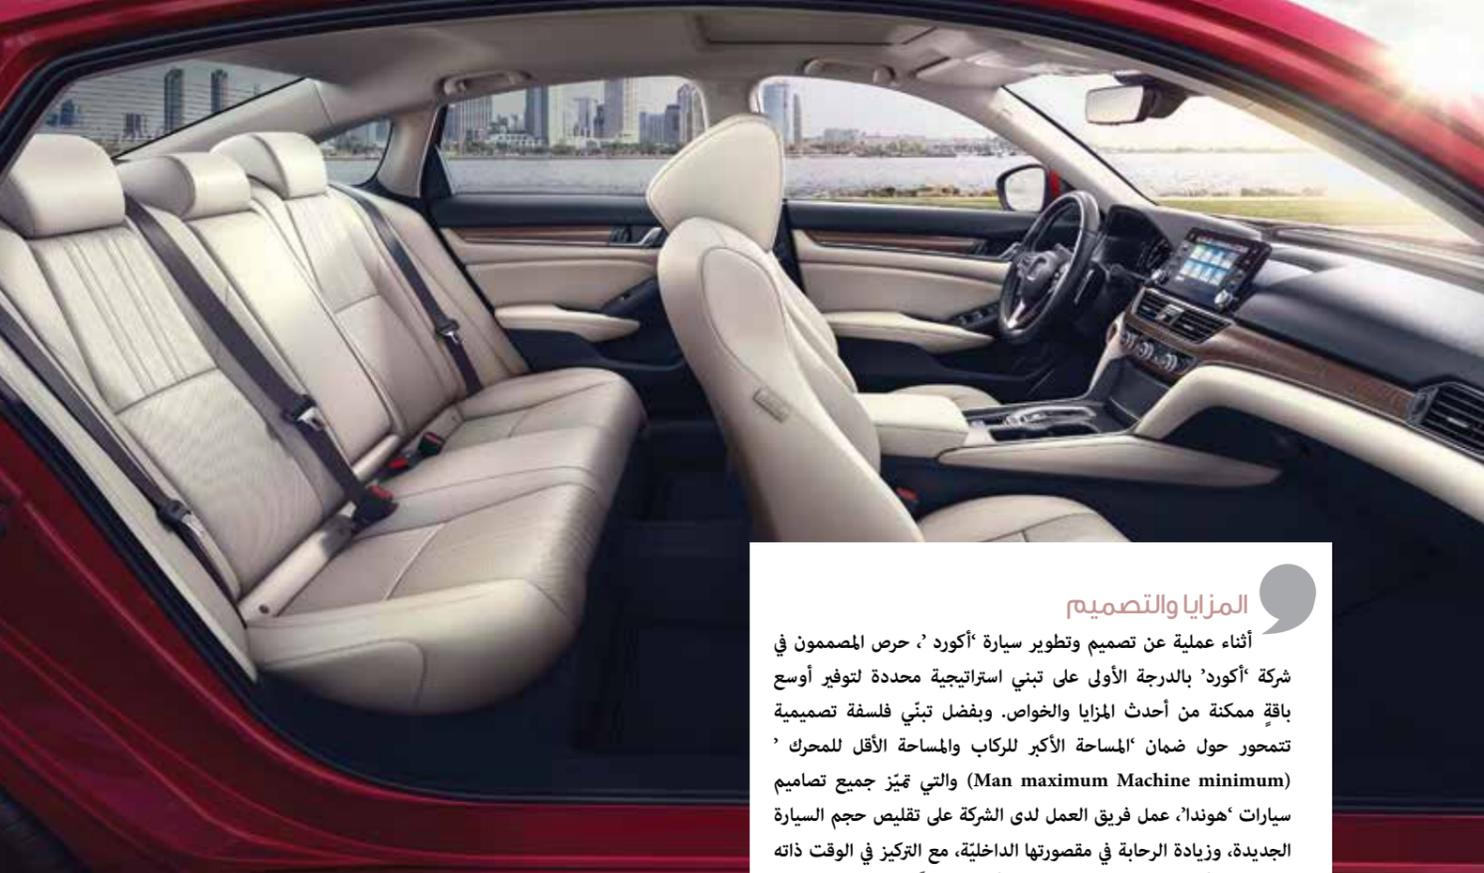 المزايا والتصميم
أثناء عملية عن تصميم وتطوير سيارة ‘أكورد ’، حرص المصممون في
شركة ‘أكورد’ بالدرجة الأولى على تبني استراتيجية محددة لتوفير أوسع
باقةٍ ممكنة من أحدث المزايا والخواص. وبفضل تبنّي فلسفة تصميمية
تتمحور حول ضمان ‘المساحة الأكبر للركاب والمساحة الأقل للمحرك ’
(Man maximum Machine minimum) والتي تميّز جميع تصاميم
سيارات ‘هوندا’، عمل فريق العمل لدى الشركة على تقليص حجم السيارة
الجديدة، وزيادة الرحابة في مقصورتها الداخليّة، مع التركيز في الوقت ذاته